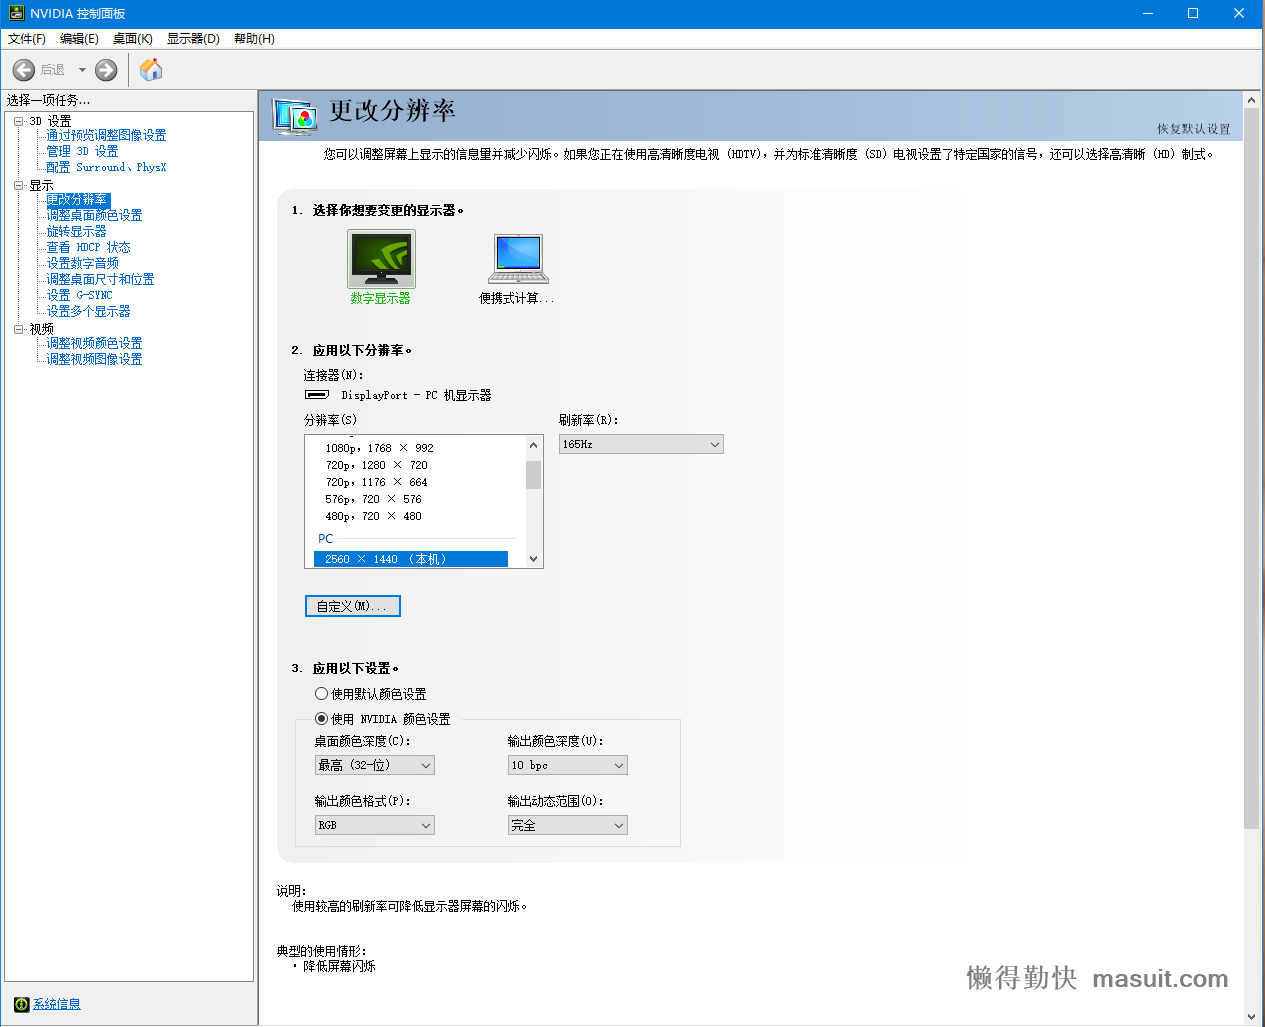 NVIDIA 控制面板
文件(F) 编辑(E) 桌面(K) 显示器(D) 帮助(H)
后退
选择一项任务...
3D 设置
通过预览调整图像设置
管理 3D 设置
配置 Surround、PhysX
显示
更改分辨率
调整桌面颜色设置
旋转显示器
查看 HDCP 状态
设置数字音频
调整桌面尺寸和位置
设置 G-SYNC
设置多个显示器
视频
调整视频颜色设置
调整视频图像设置
系统信息
更改分辨率
恢复默认设置
您可以调整屏幕上显示的信息量并减少闪烁。如果您正在使用高清晰度电视 (HDTV)，并为标准清晰度 (SD) 电视设置了特定国家的信号，还可以选择高清晰 (HD) 制式。
1. 选择你想要变更的显示器。
数字显示器 便携式计算...
2. 应用以下分辨率。
连接器(N):
DisplayPort - PC 机显示器
分辨率(S) 刷新率(R):
165Hz
1080p, 1768 × 992
720p, 1280 × 720
720p, 1176 × 664
576p, 720 × 576
480p, 720 × 480
PC
2560 × 1440 (本机)
自定义(M)...
3. 应用以下设置。
使用默认颜色设置
使用 NVIDIA 颜色设置
桌面颜色深度(C): 输出颜色深度(U):
最高 (32-位) 10 bpc
输出颜色格式(P): 输出动态范围(O):
RGB 完全
说明:
使用较高的刷新率可降低显示器屏幕的闪烁。
典型的使用情形:
· 降低屏幕闪烁
懒得勤快 masuit.com